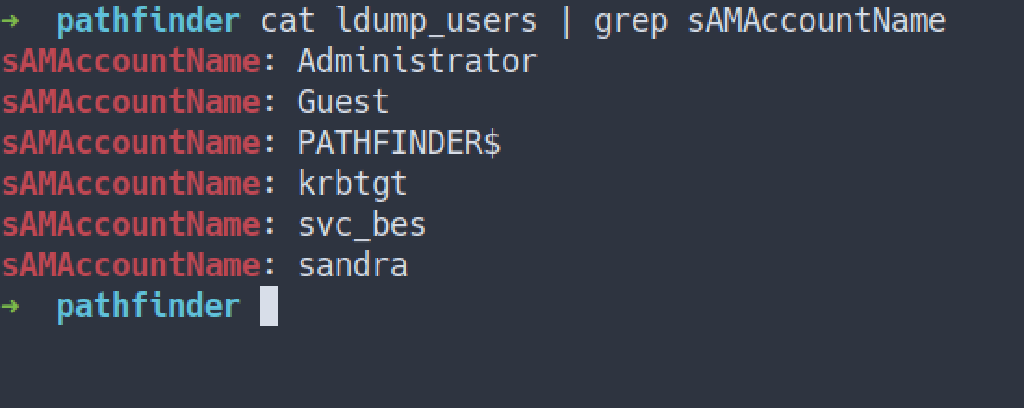 → pathfinder cat ldump_users | grep sAMAccountName
sAMAccountName: Administrator
sAMAccountName: Guest
sAMAccountName: PATHFINDER$
sAMAccountName: krbtgt
sAMAccountName: svc_bes
sAMAccountName: sandra
→ pathfinder